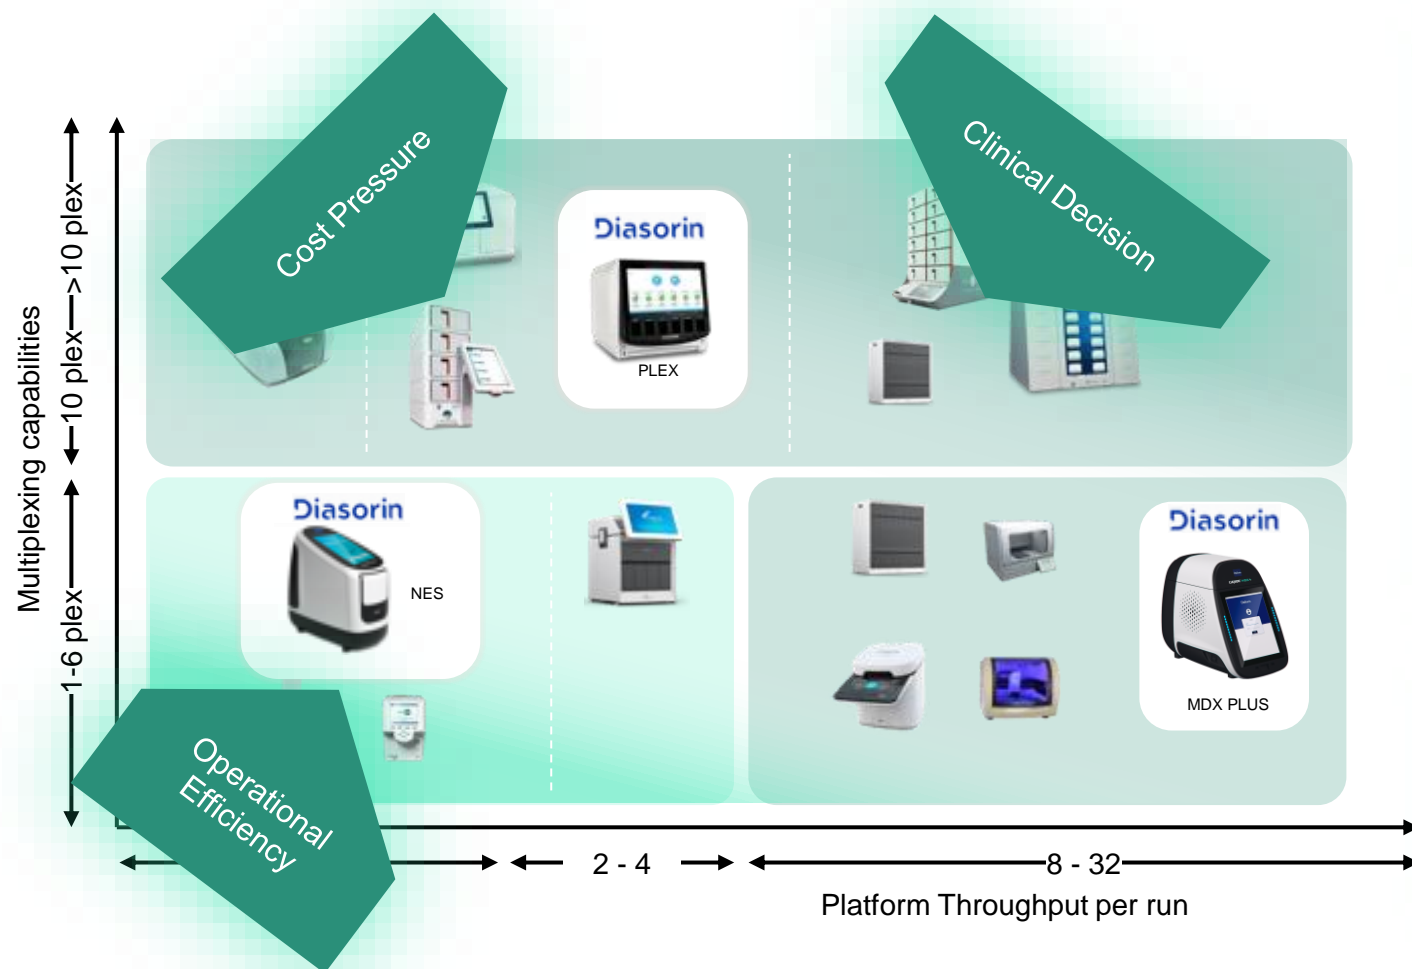 Cost Pressure
Clinical Decision
Multiplexing capabilities
>10 plex
10 plex
1-6 plex
Diasorin
PLEX
Diasorin
NES
Diasorin
MDX PLUS
Operational
Efficiency
2 - 4
8 - 32
Platform Throughput per run